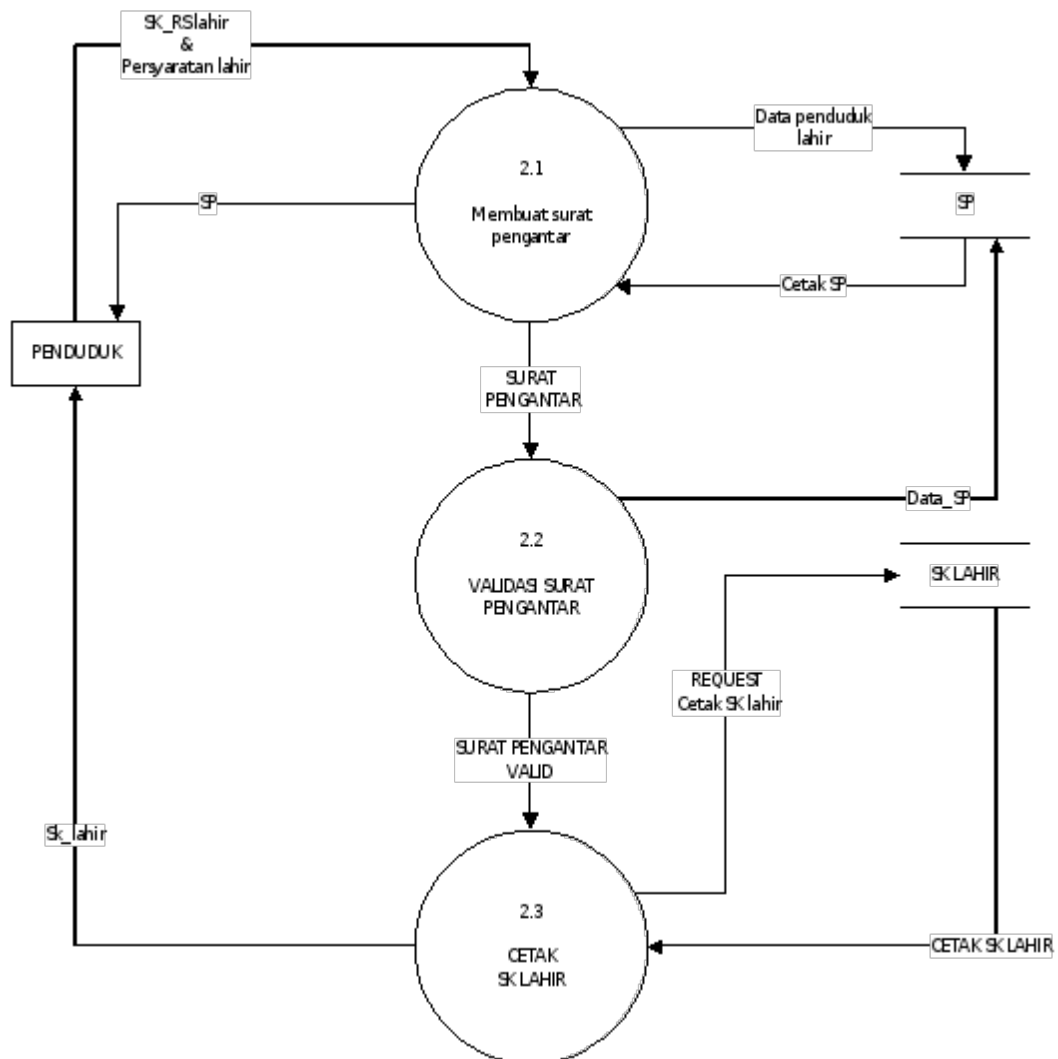 SK_RSlahir
&
Persyaratan lahir
Data penduduk
lahir
2.1
Membuat surat
pengantar
SP
SP
Cetak SP
PENDUDUK
SURAT
PENGANTAR
Data_SP
2.2
VALIDASI SURAT
PENGANTAR
SK LAHIR
REQUEST
Cetak SK lahir
SURAT PENGANTAR
VALID
Sk_lahir
2.3
CETAK
SK LAHIR
CETAK SK LAHIR